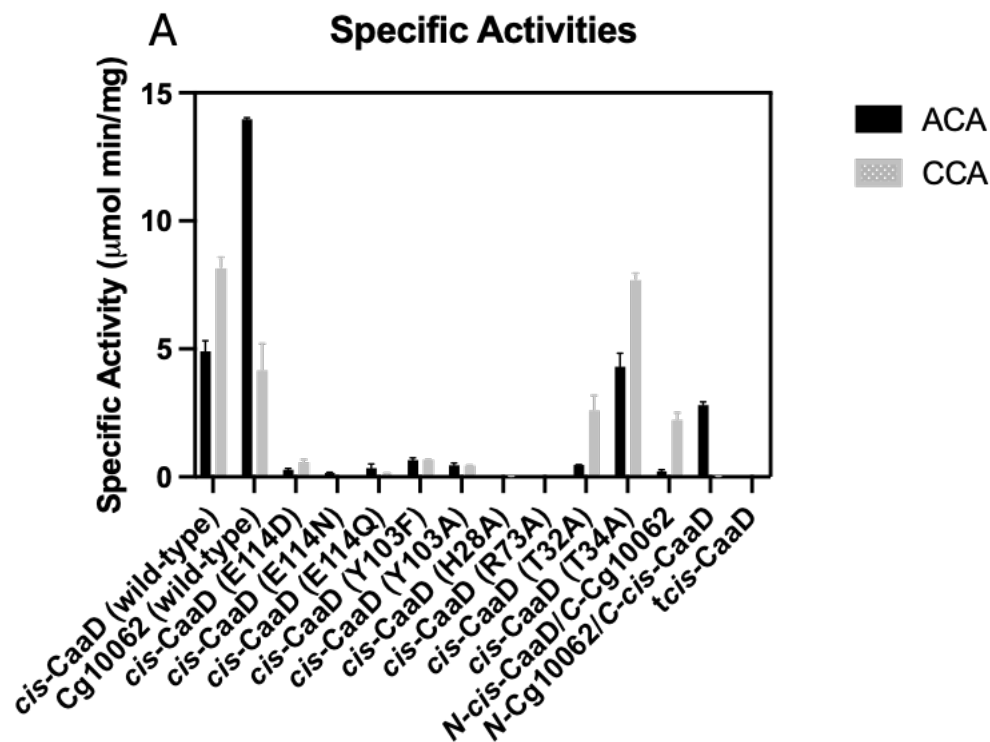 A
Specific Activities
Specific Activity (μmol min/mg)
15
10
5
0
ACA
CCA
cis-CaaD (wild-type)
Cg10062 (wild-type)
cis-CaaD (E114D)
cis-CaaD (E114N)
cis-CaaD (E114Q)
cis-CaaD (Y103F)
cis-CaaD (Y103A)
cis-CaaD (H28A)
cis-CaaD (R73A)
cis-CaaD (T32A)
cis-CaaD (T34A)
N-cis-CaaD/C-Cg10062
N-Cg10062/C-cis-CaaD
tcis-CaaD